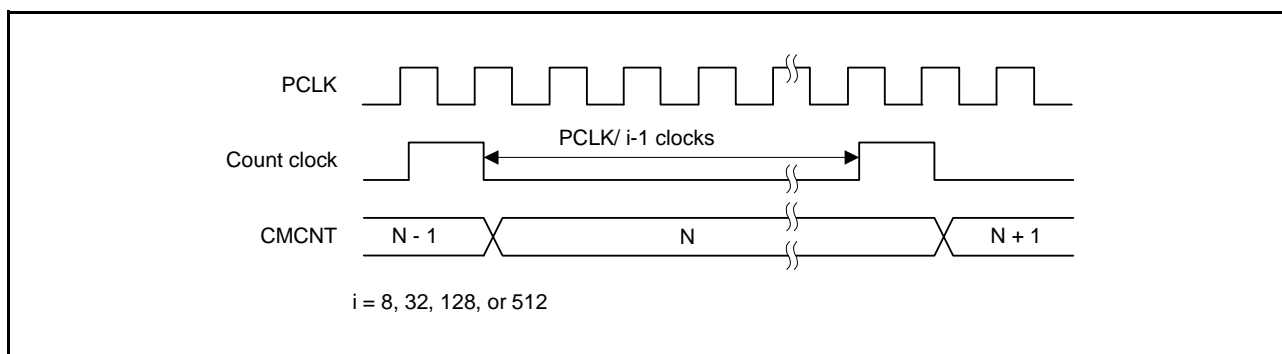 PCLK
PCLK/ i-1 clocks
Count clock
CMCNT
N - 1
N
N + 1
i = 8, 32, 128, or 512